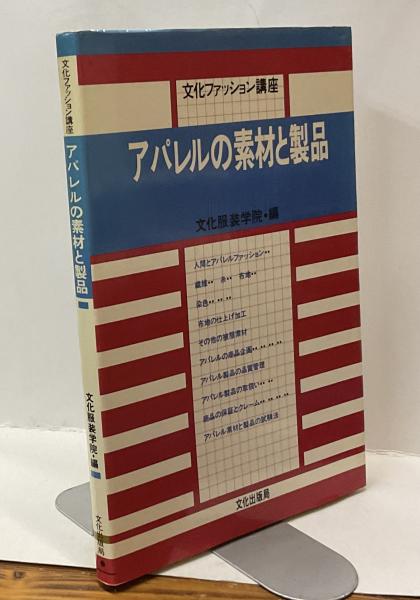 文化ファッション講座
アパレルの素材と製品
文化服装学院・編
人間とアパレルファッション・・
繊維・・ 糸・・ 布地・・
染色・・・・・・
布地の仕上げ加工
その他の被服素材
アパレルの商品企画・・・・・・・・
アパレル製品の品質管理
アパレル製品の取扱い・・・・
商品の保証とクレーム・・・・・・・・
アパレル素材と製品の試験法
文化出版局
文化ファッション講座
アパレルの素材と製品
文化服装学院・編
文化出版局